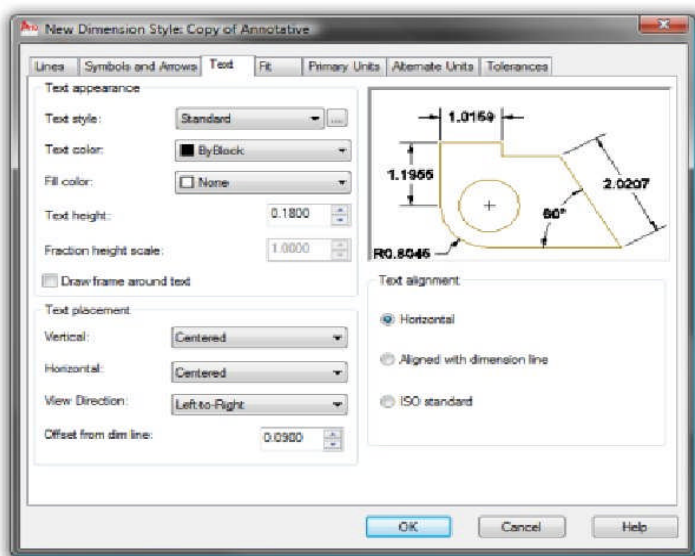 New Dimension Style: Copy of Annotative
Lines Symbols and Arrows Text Fit Primary Units Alternate Units Tolerances
Text appearance
Text style: Standard ...
Text color: ByBlock
Fill color: None
Text height: 0.1800
Fraction height scale: 1.0000
Draw frame around text
Text placement
Vertical: Centered
Horizontal: Centered
View Direction: Left-to-Right
Offset from dim line: 0.0900
1.0159
1.1955
2.0207
60°
R0.8045
Text alignment
Horizontal
Aligned with dimension line
ISO standard
OK Cancel Help